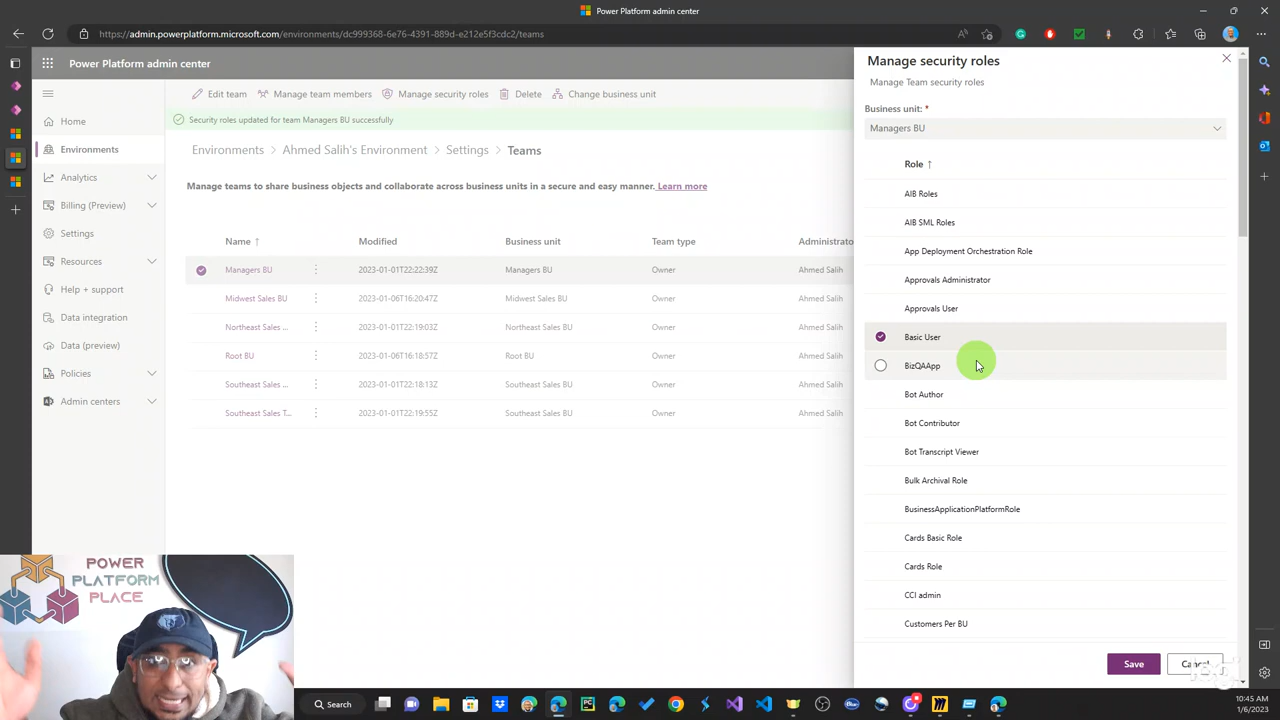 Power Platform admin center
https://admin.powerplatform.microsoft.com/environments/dc999368-6e76-4391-889d-e212e5f3cdc2/teams
Power Platform admin center
Home
Environments
Analytics
Billing (Preview)
Settings
Resources
Help + support
Data integration
Data (preview)
Policies
Admin centers
Edit team
Manage team members
Manage security roles
Delete
Change business unit
Security roles updated for team Managers BU successfully
Environments > Ahmed Salih's Environment > Settings > Teams
Manage teams to share business objects and collaborate across business units in a secure and easy manner. Learn more
Name ↑ Modified Business unit Team type Administrato
Managers BU 2023-01-01T22:22:39Z Managers BU Owner Ahmed Salih
Midwest Sales BU 2023-01-06T16:20:47Z Midwest Sales BU Owner Ahmed Salih
Northeast Sales ... 2023-01-01T22:19:03Z Northeast Sales BU Owner Ahmed Salih
Root BU 2023-01-06T16:18:57Z Root BU Owner Ahmed Salih
Southeast Sales ... 2023-01-01T22:18:13Z Southeast Sales BU Owner Ahmed Salih
Southeast Sales T... 2023-01-01T22:19:55Z Southeast BU Owner Ahmed Salih
Manage security roles
Manage Team security roles
Business unit: *
Managers BU
Role ↑
AIB Roles
AIB SML Roles
App Deployment Orchestration Role
Approvals Administrator
Approvals User
Basic User
BizQAApp
Bot Author
Bot Contributor
Bot Transcript Viewer
Bulk Archival Role
BusinessApplicationPlatformRole
Cards Basic Role
Cards Role
CCI admin
Customers Per BU
Save
POWER
PLATFORM
PLACE
Search
10:45 AM
1/6/2023